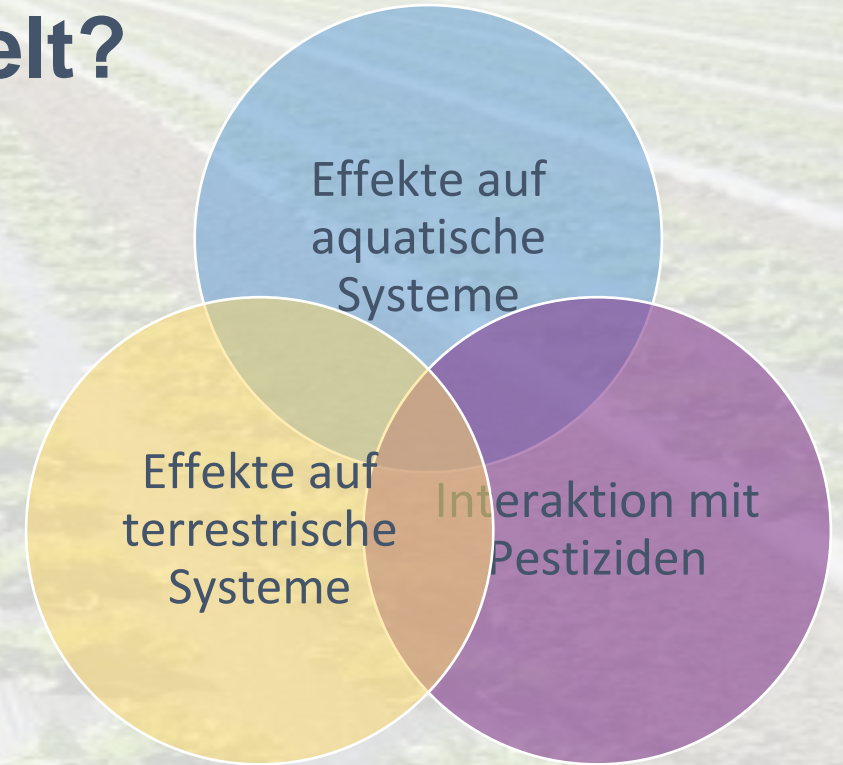 elt?
Effekte auf
aquatische
Systeme
Effekte auf
terrestrische
Systeme
Interaktion mit
Pestiziden